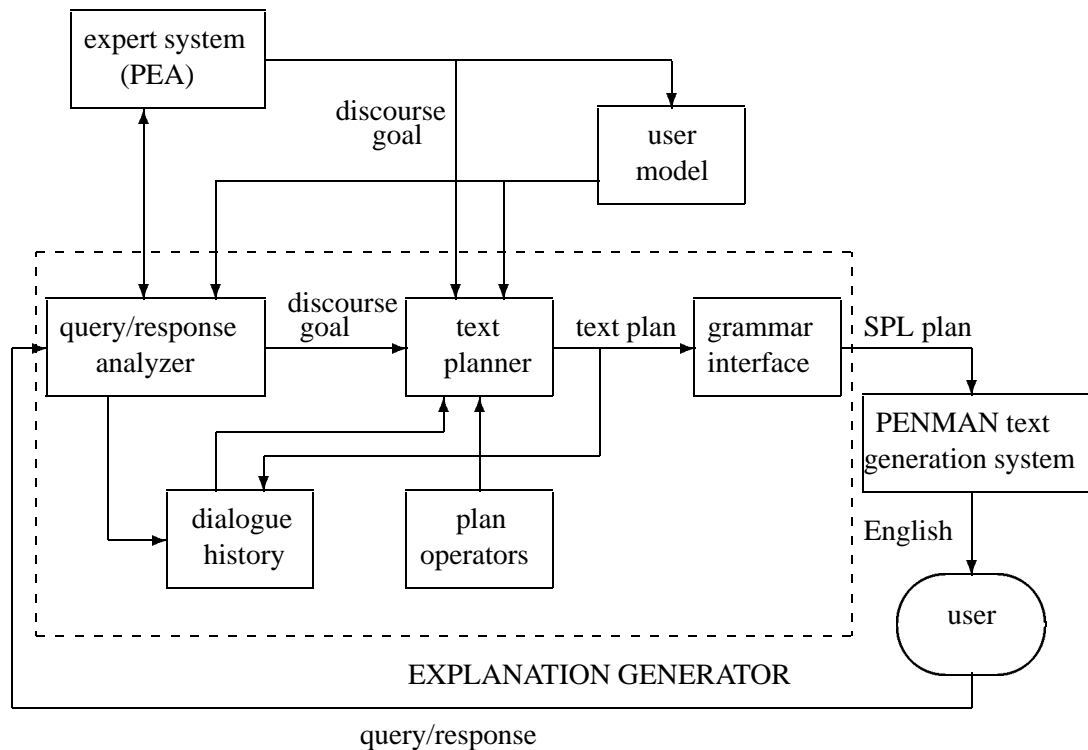 expert system
(PEA)
discourse
goal
user
model
query/response
analyzer
discourse
goal
text
planner
text plan
grammar
interface
SPL plan
PENMAN text
generation system
dialogue
history
plan
operators
English
user
EXPLANATION GENERATOR
query/response